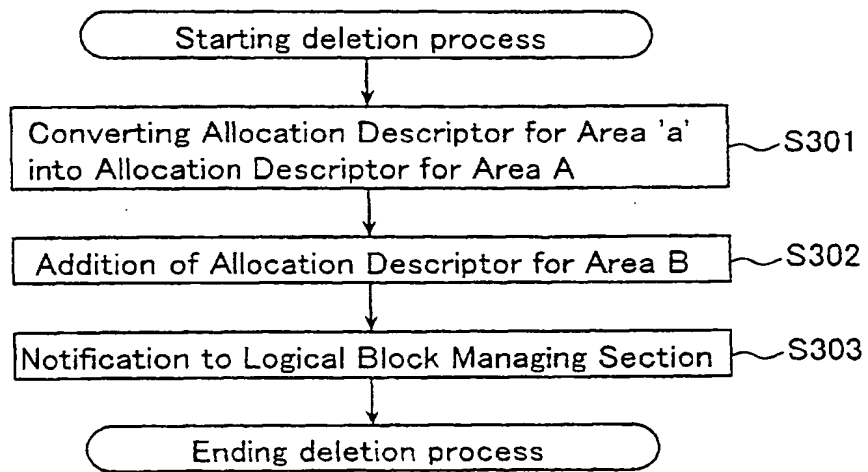 Starting deletion process
Converting Allocation Descriptor for Area 'a'
into Allocation Descriptor for Area A
S301
Addition of Allocation Descriptor for Area B
S302
Notification to Logical Block Managing Section
S303
Ending deletion process